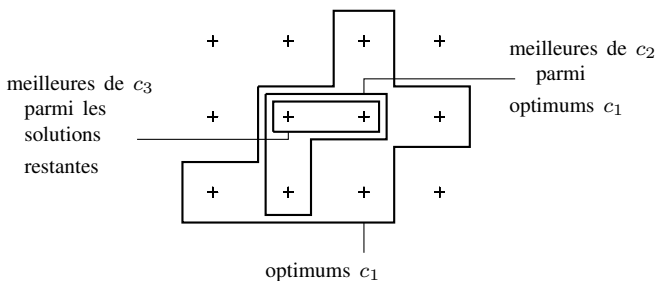 meilleures de c₃
parmi les
solutions
restantes
meilleures de c₂
parmi
optimums c₁
optimums c₁